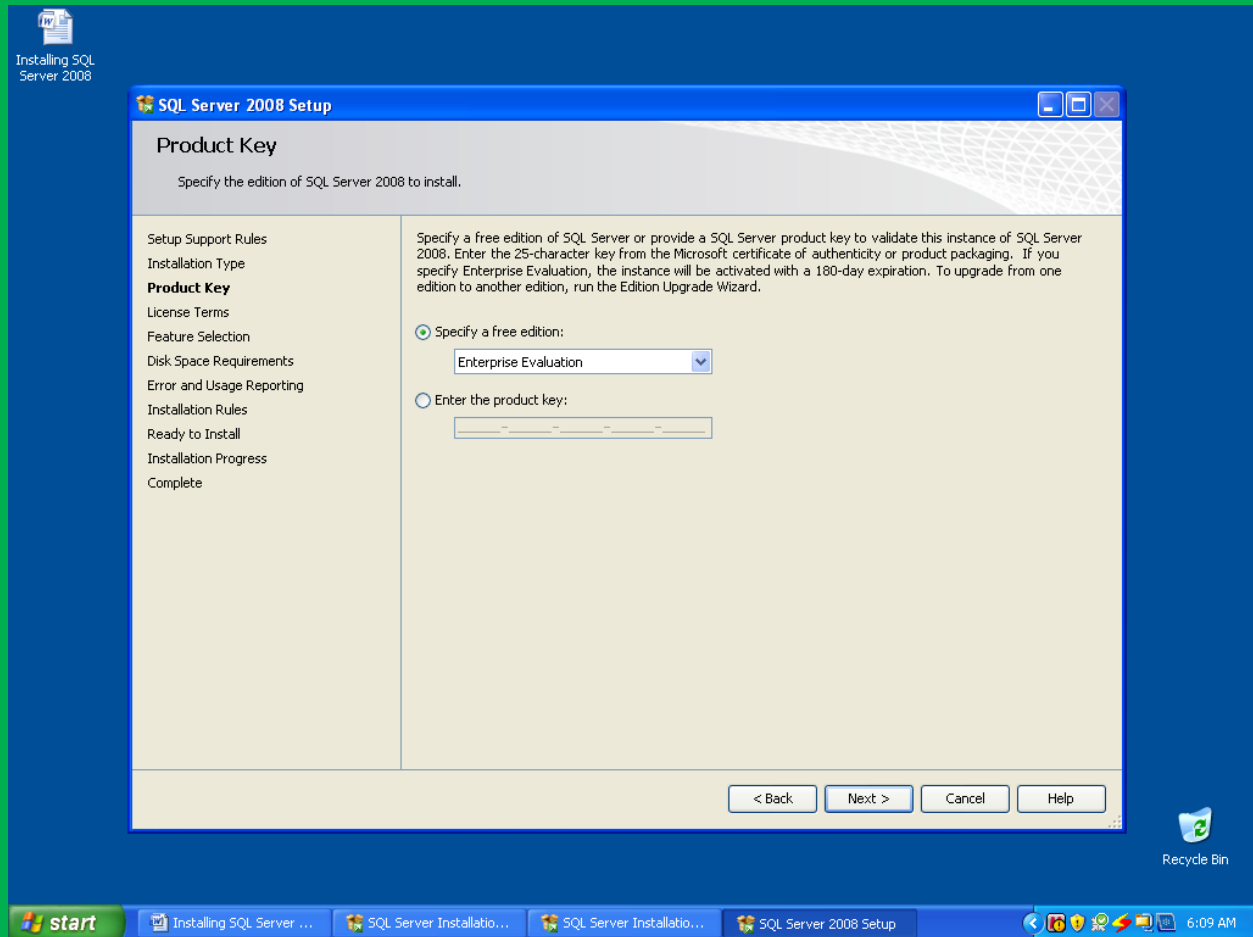 Installing SQL
Server 2008
SQL Server 2008 Setup
Product Key
Specify the edition of SQL Server 2008 to install.
Setup Support Rules
Installation Type
Product Key
License Terms
Feature Selection
Disk Space Requirements
Error and Usage Reporting
Installation Rules
Ready to Install
Installation Progress
Complete
Specify a free edition of SQL Server or provide a SQL Server product key to validate this instance of SQL Server
2008. Enter the 25-character key from the Microsoft certificate of authenticity or product packaging.  If you
specify Enterprise Evaluation, the instance will be activated with a 180-day expiration. To upgrade from one
edition to another edition, run the Edition Upgrade Wizard.
Specify a free edition:
Enterprise Evaluation
Enter the product key:
_____-_____-_____-_____-_____
< Back
Next >
Cancel
Help
Recycle Bin
start
Installing SQL Server ...
SQL Server Installatio...
SQL Server Installatio...
SQL Server 2008 Setup
6:09 AM